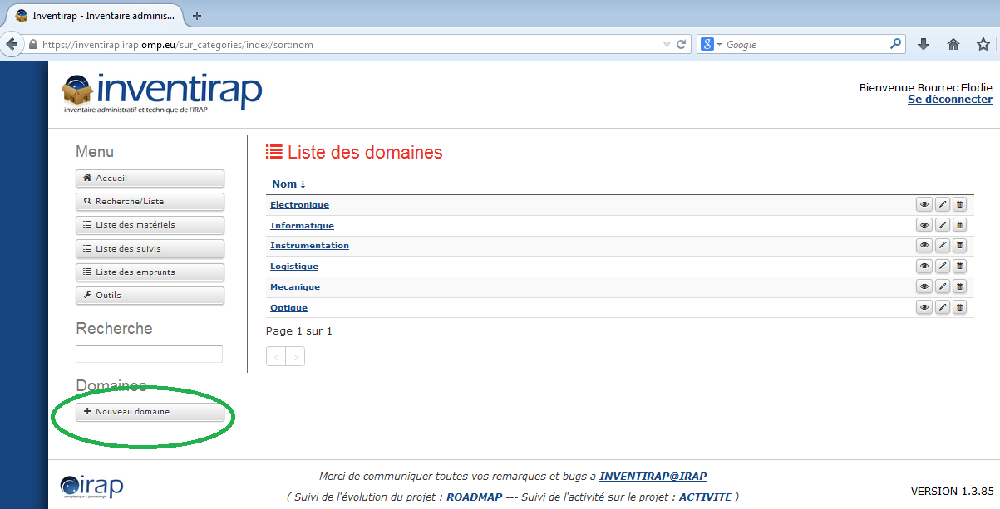 Inventirap - Inventaire adminis...
https://inventirap.irap.omp.eu/sur_categories/index/sort:nom
Google
inventirap
inventaire administratif et technique de l'IRAP
Bienvenue Bourrec Elodie
Se déconnecter
Menu
Accueil
Recherche/Liste
Liste des matériels
Liste des suivis
Liste des emprunts
Outils
Recherche
Domaines
+ Nouveau domaine
Liste des domaines
Nom
Electronique
Informatique
Instrumentation
Logistique
Mecanique
Optique
Page 1 sur 1
< >
irap
astrophysique & planétologie
Merci de communiquer toutes vos remarques et bugs à INVENTIRAP@IRAP
( Suivi de l'évolution du projet : ROADMAP --- Suivi de l'activité sur le projet : ACTIVITE )
VERSION 1.3.85